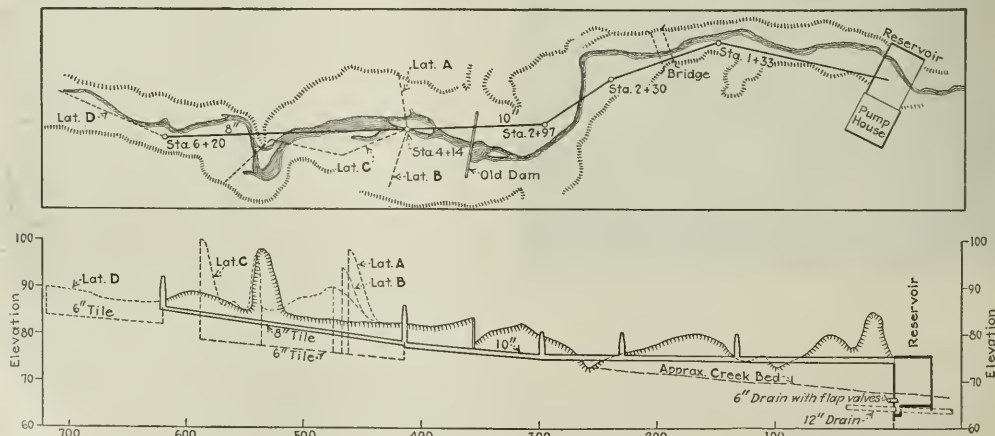 Reservoir
Lat. A
Bridge
Sta. 1+33
Sta. 2+30
Pump
House
Lat. D
8"
10"
Sta. 2+97
Sta. 6+20
Sta. 4+14
Lat. C
Lat. B
Old Dam
100
90
80
70
60
Elevation
Lat. D
6" Tile
Lat. C
Lat. A
Lat. B
8" Tile
6" Tile
10"
Approx. Creek Bed
6" Drain with flap valves
12" Drain
Reservoir
100
90
80
70
60
Elevation
700
600
500
400
300
200
100